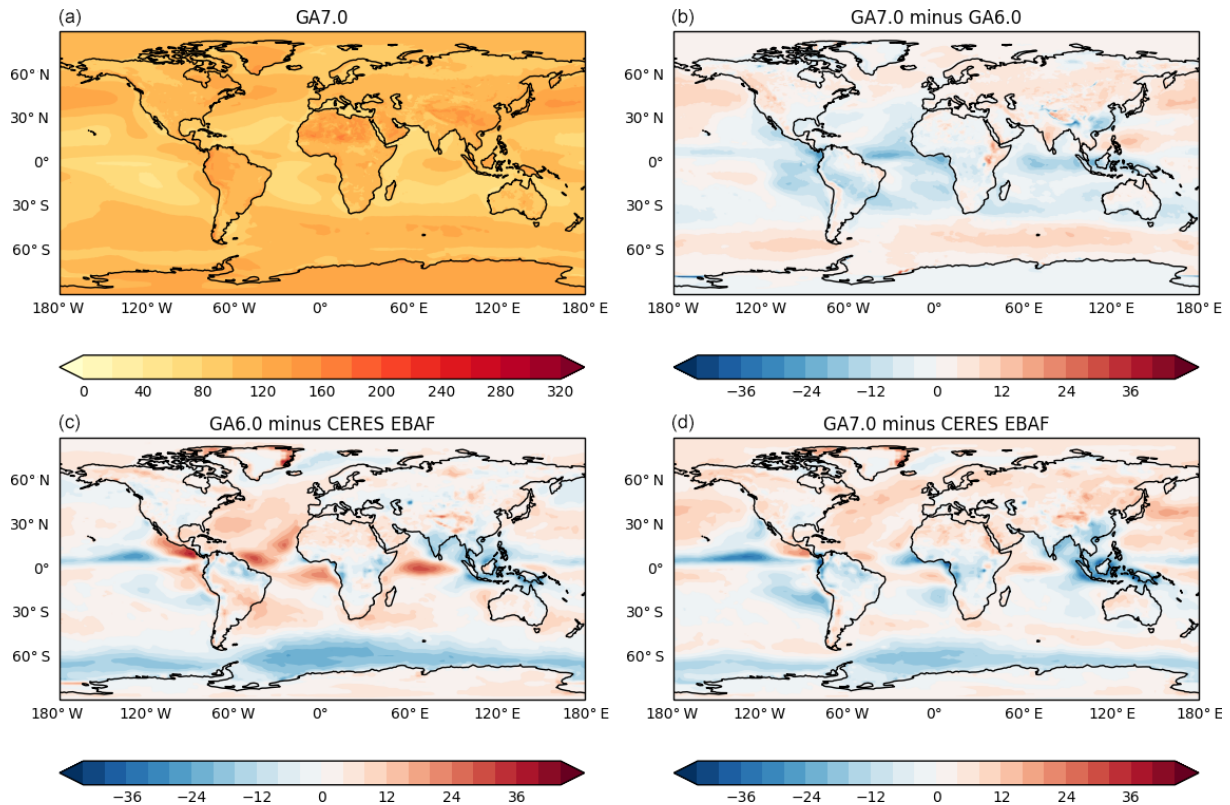 (a) GA7.0
(b) GA7.0 minus GA6.0
60° N
30° N
0°
30° S
60° S
180° W 120° W 60° W 0° 60° E 120° E 180° E
60° N
30° N
0°
30° S
60° S
180° W 120° W 60° W 0° 60° E 120° E 180° E
0 40 80 120 160 200 240 280 320
−36 −24 −12 0 12 24 36
(c) GA6.0 minus CERES EBAF
(d) GA7.0 minus CERES EBAF
60° N
30° N
0°
30° S
60° S
180° W 120° W 60° W 0° 60° E 120° E 180° E
60° N
30° N
0°
30° S
60° S
180° W 120° W 60° W 0° 60° E 120° E 180° E
−36 −24 −12 0 12 24 36
−36 −24 −12 0 12 24 36